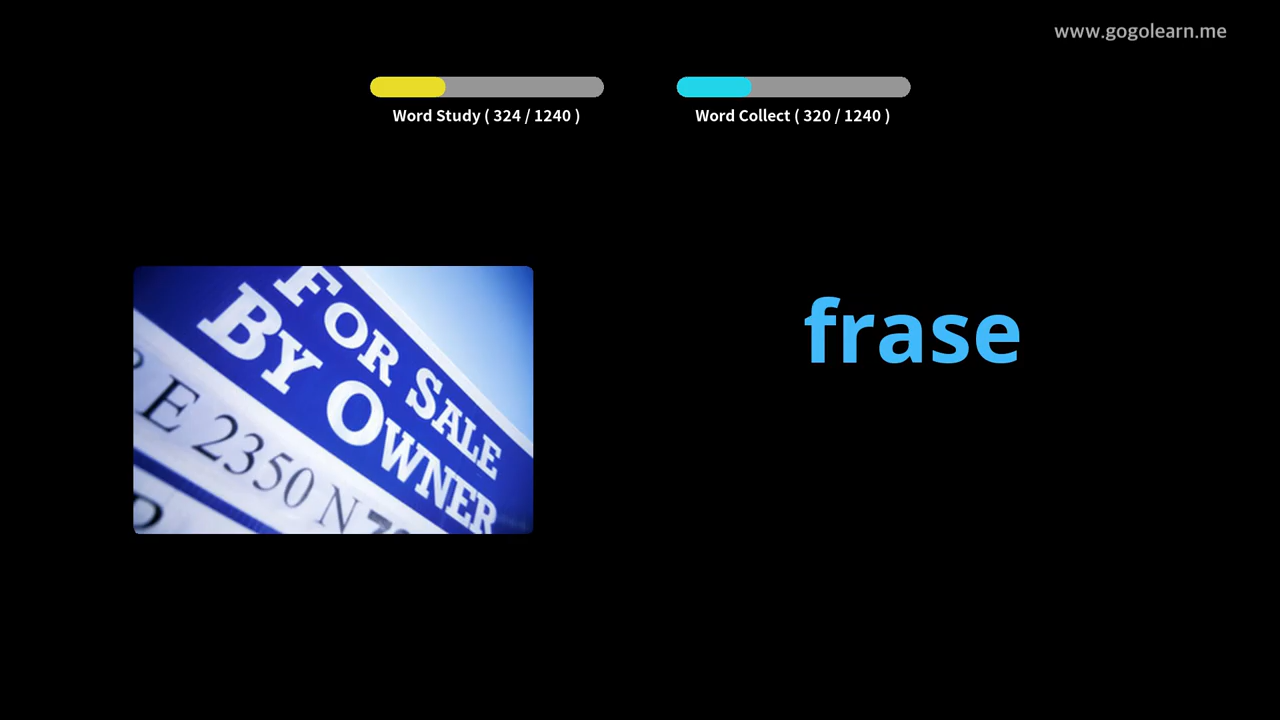 www.gogolearn.me
Word Study ( 324 / 1240 )
Word Collect ( 320 / 1240 )
FOR SALE
BY OWNER
E 2350 N
frase